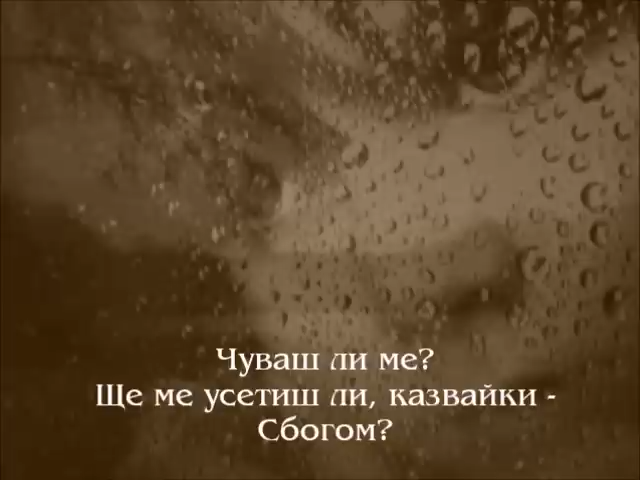 Чуваш ли ме?
Ще ме усетиш ли, казвайки -
Сбогом?